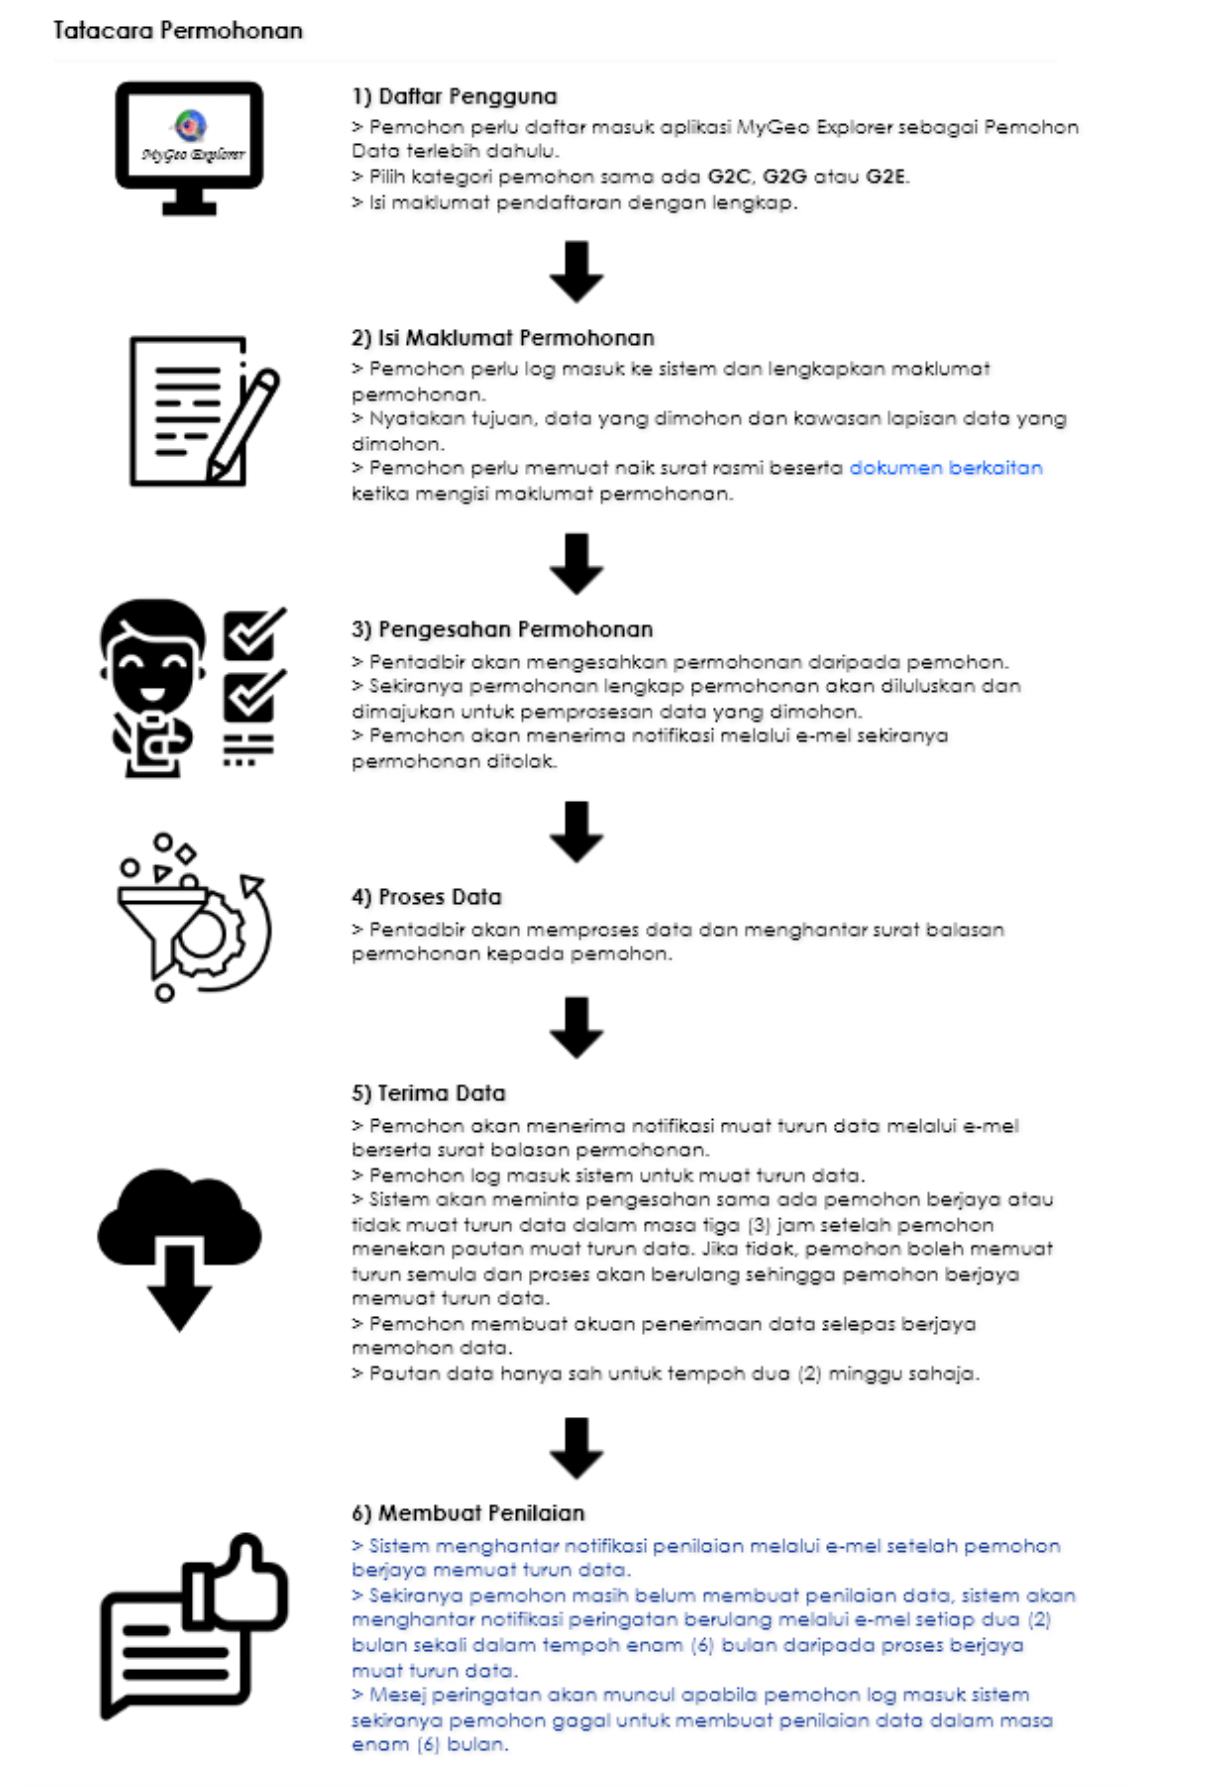 Tatacara Permohonan
MyGeo Explorer
1) Daftar Pengguna
> Pemohon perlu daftar masuk aplikasi MyGeo Explorer sebagai Pemohon
Data terlebih dahulu.
> Pilih kategori pemohon sama ada G2C, G2G atau G2E.
> Isi maklumat pendaftaran dengan lengkap.
2) Isi Maklumat Permohonan
> Pemohon perlu log masuk ke sistem dan lengkapkan maklumat
permohonan.
> Nyatakan tujuan, data yang dimohon dan kawasan lapisan data yang
dimohon.
> Pemohon perlu memuat naik surat rasmi beserta dokumen berkaitan
ketika mengisi maklumat permohonan.
3) Pengesahan Permohonan
> Pentadbir akan mengesahkan permohonan daripada pemohon.
> Sekiranya permohonan lengkap permohonan akan diluluskan dan
dimajukan untuk pemprosesan data yang dimohon.
> Pemohon akan menerima notifikasi melalui e-mel sekiranya
permohonan ditolak.
4) Proses Data
> Pentadbir akan memproses data dan menghantar surat balasan
permohonan kepada pemohon.
5) Terima Data
> Pemohon akan menerima notifikasi muat turun data melalui e-mel
berserta surat balasan permohonan.
> Pemohon log masuk sistem untuk muat turun data.
> Sistem akan meminta pengesahan sama ada pemohon berjaya atau
tidak muat turun data dalam masa tiga (3) jam setelah pemohon
menekan pautan muat turun data. Jika tidak, pemohon boleh memuat
turun semula dan proses akan berulang sehingga pemohon berjaya
memuat turun data.
> Pemohon membuat akuan penerimaan data selepas berjaya
memohon data.
> Pautan data hanya sah untuk tempoh dua (2) minggu sahaja.
6) Membuat Penilaian
> Sistem menghantar notifikasi penilaian melalui e-mel setelah pemohon
berjaya memuat turun data.
> Sekiranya pemohon masih belum membuat penilaian data, sistem akan
menghantar notifikasi peringatan berulang melalui e-mel setiap dua (2)
bulan sekali dalam tempoh enam (6) bulan daripada proses berjaya
muat turun data.
> Mesej peringatan akan muncul apabila pemohon log masuk sistem
sekiranya pemohon gagal untuk membuat penilaian data dalam masa
enam (6) bulan.